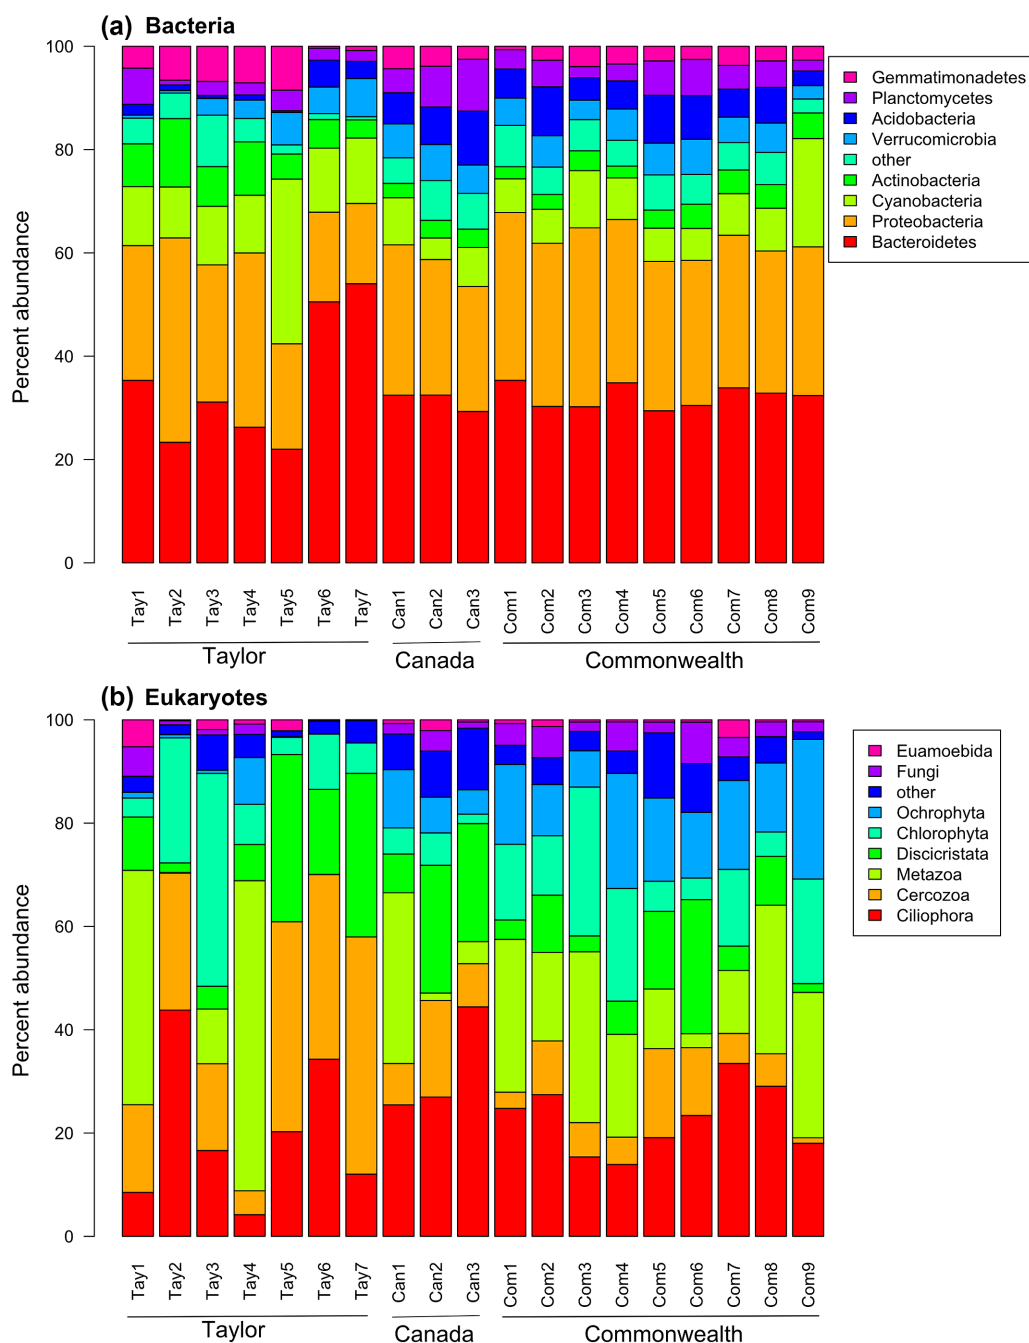 (a) Bacteria
Percent abundance
100
80
60
40
20
0
Gemmatimonadetes
Planctomycetes
Acidobacteria
Verrucomicrobia
other
Actinobacteria
Cyanobacteria
Proteobacteria
Bacteroidetes
Tay1 Tay2 Tay3 Tay4 Tay5 Tay6 Tay7 Can1 Can2 Can3 Com1 Com2 Com3 Com4 Com5 Com6 Com7 Com8 Com9
Taylor Canada Commonwealth
(b) Eukaryotes
Percent abundance
100
80
60
40
20
0
Euamoebida
Fungi
other
Ochrophyta
Chlorophyta
Discicristata
Metazoa
Cercozoa
Ciliophora
Tay1 Tay2 Tay3 Tay4 Tay5 Tay6 Tay7 Can1 Can2 Can3 Com1 Com2 Com3 Com4 Com5 Com6 Com7 Com8 Com9
Taylor Canada Commonwealth